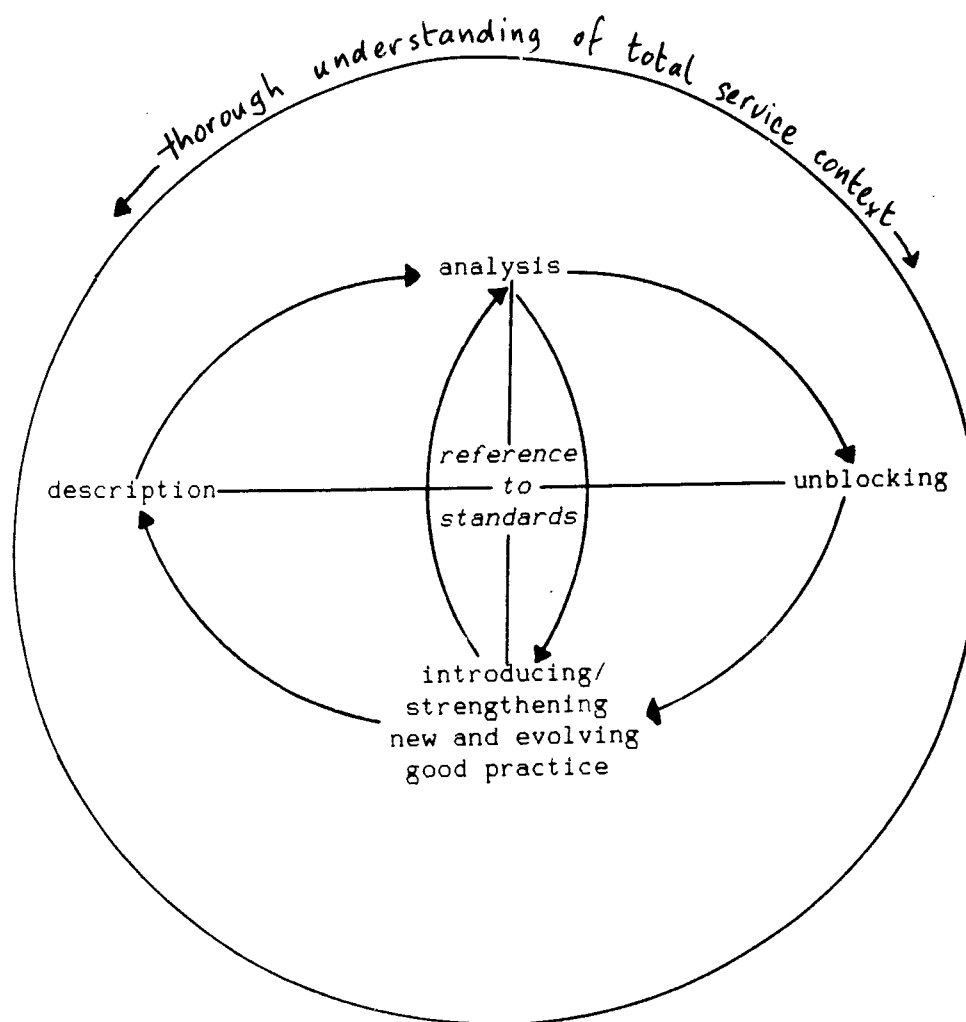 thorough understanding of total service context
analysis
reference
to
standards
description
unblocking
introducing/
strengthening
new and evolving
good practice